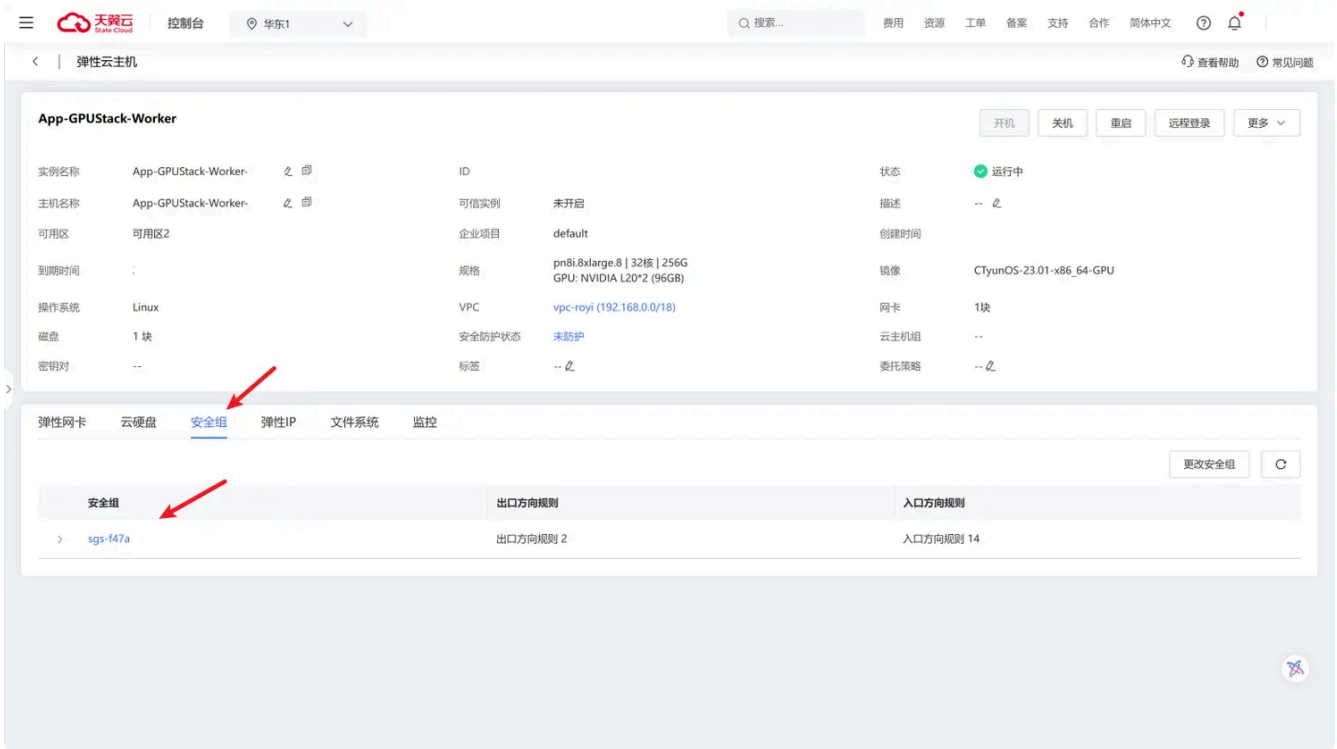 天翼云 State Cloud 控制台 华东1 搜索... 费用 资源 工单 备案 支持 合作 简体中文
弹性云主机 查看帮助 常见问题
App-GPUStack-Worker 开机 关机 重启 远程登录 更多
实例名称 App-GPUStack-Worker- ID 状态 运行中
主机名称 App-GPUStack-Worker- 可信实例 未开启 描述 --
可用区 可用区2 企业项目 default 创建时间
到期时间 规格 pn8i.8xlarge.8 | 32核 | 256G 镜像 CTyunOS-23.01-x86_64-GPU
GPU: NVIDIA L20*2 (96GB)
操作系统 Linux VPC vpc-royi (192.168.0.0/18) 网卡 1块
磁盘 1 块 安全防护状态 未防护 云主机组 --
密钥对 -- 标签 -- 委托策略 --
弹性网卡 云硬盘 安全组 弹性IP 文件系统 监控
更改安全组
安全组 出口方向规则 入口方向规则
sgs-f47a 出口方向规则 2 入口方向规则 14